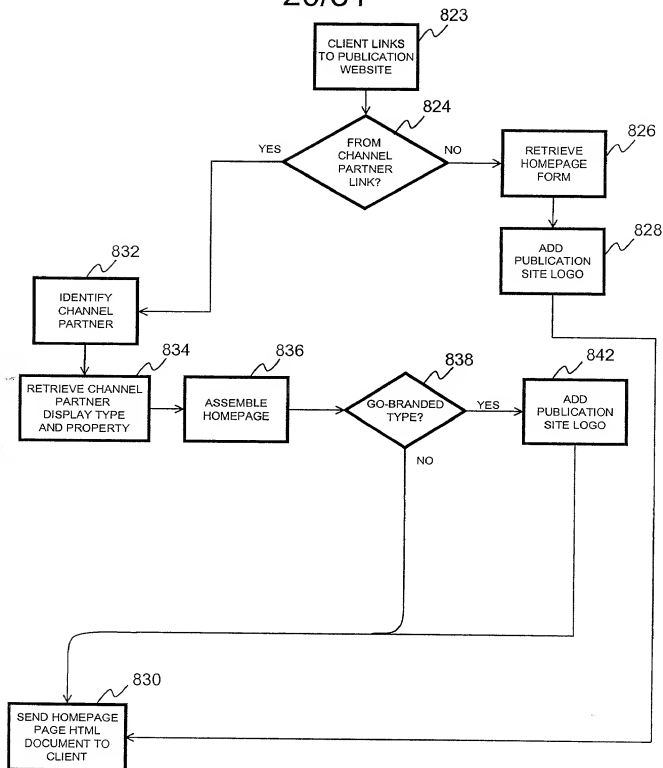 823
CLIENT LINKS
TO PUBLICATION
WEBSITE
824
FROM
CHANNEL
PARTNER
LINK?
YES
NO
826
RETRIEVE
HOMEPAGE
FORM
828
ADD
PUBLICATION
SITE LOGO
832
IDENTIFY
CHANNEL
PARTNER
834
RETRIEVE CHANNEL
PARTNER
DISPLAY TYPE
AND PROPERTY
836
ASSEMBLE
HOMEPAGE
838
GO-BRANDED
TYPE?
YES
NO
842
ADD
PUBLICATION
SITE LOGO
830
SEND HOMEPAGE
PAGE HTML
DOCUMENT TO
CLIENT